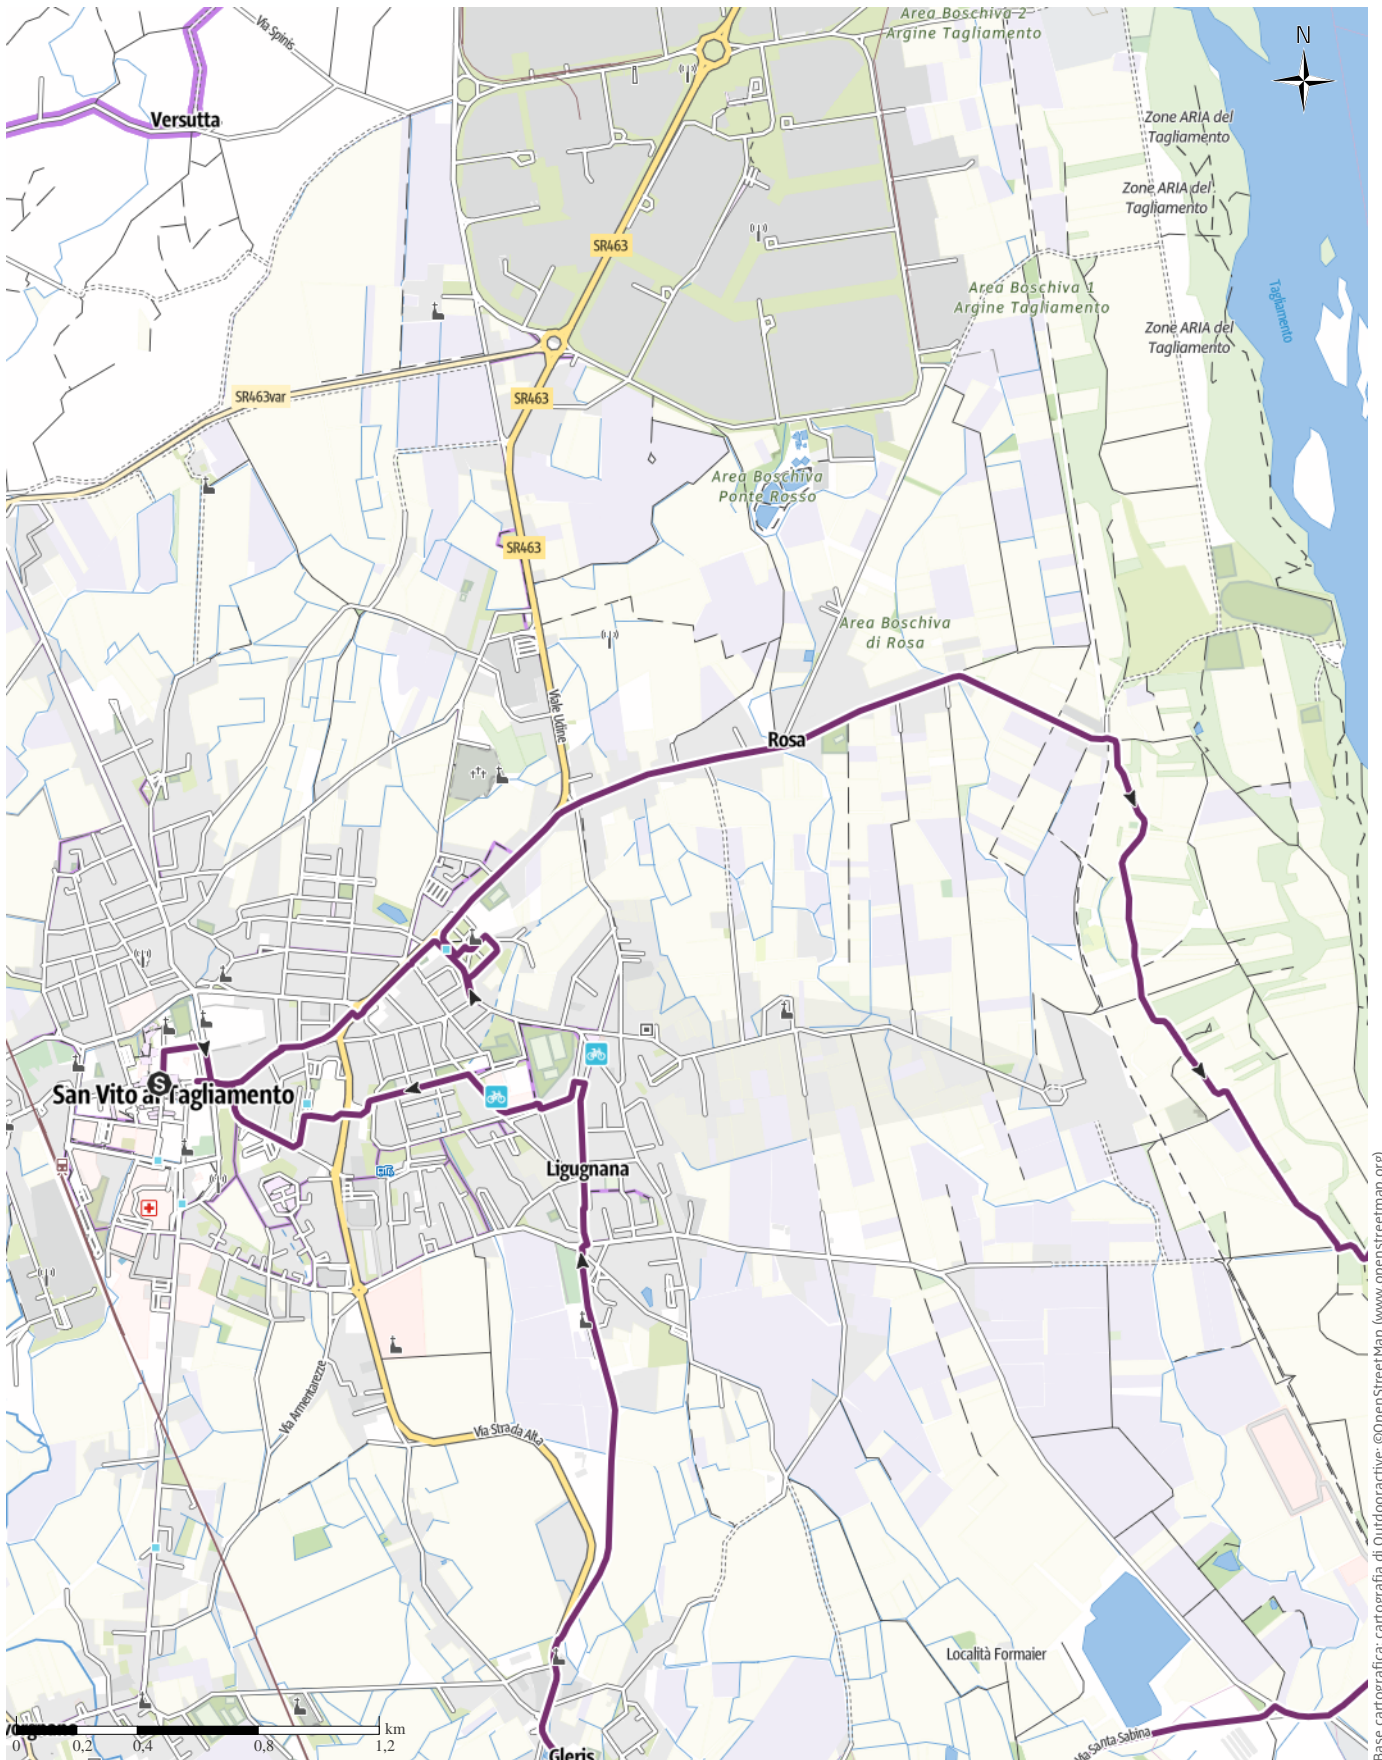 Area Boschiva 2
Argine Tagliamento
Via Spinis
N
Versutta
Zone ARIA del
Tagliamento
Zone ARIA del
Tagliamento
SR463
Area Boschiva 1
Argine Tagliamento
Tagliamento
Zone ARIA del
Tagliamento
SR463var
SR463
Area Boschiva
Ponte Rosso
SR463
Area Boschiva
di Rosa
Viale Udine
Rosa
S
San Vito al Tagliamento
Ligugnana
Via Armentarezze
Via Strada Alta
Località Formaier
Via Santa Sabina
Gleris
km
0
0,2
0,4
0,8
1,2
Base cartografica: cartografia di Outdooractive; ©OpenStreetMap (www.openstreetmap.org)